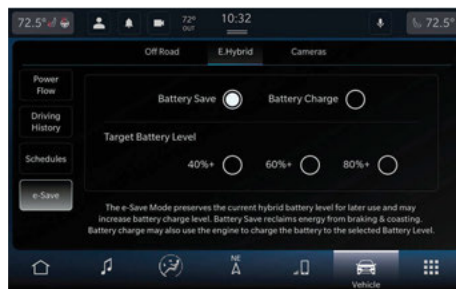 72.5°
72°
OUT
10:32
72.5°
Off Road
E.Hybrid
Cameras
Power
Flow
Driving
History
Schedules
e-Save
Battery Save
Battery Charge
Target Battery Level
40%+
60%+
80%+
The e-Save Mode preserves the current hybrid battery level for later use and may
increase battery charge level. Battery Save reclaims energy from braking & coasting.
Battery charge may also use the engine to charge the battery to the selected Battery Level.
NE
A
Vehicle